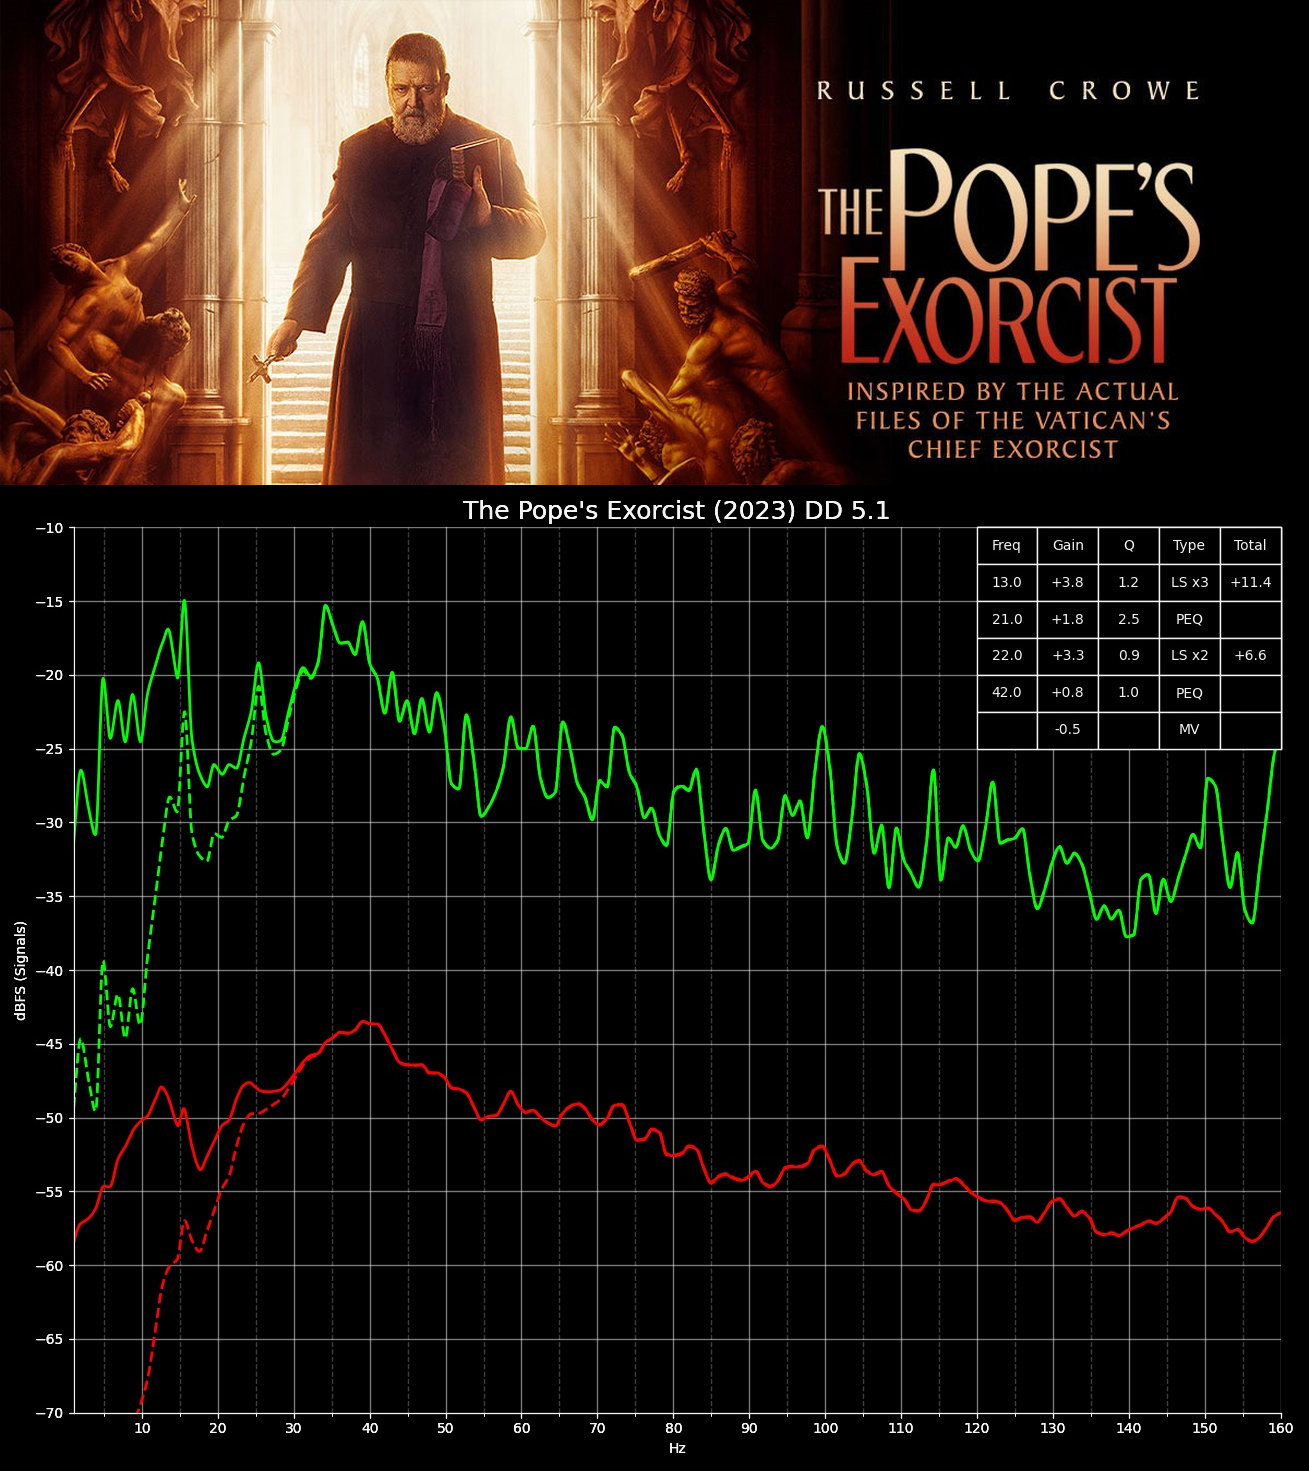 RUSSELL CROWE
THE POPE'S
EXORCIST
INSPIRED BY THE ACTUAL
FILES OF THE VATICAN'S
CHIEF EXORCIST
The Pope's Exorcist (2023) DD 5.1
Freq Gain Q Type Total
13.0 +3.8 1.2 LS x3 +11.4
21.0 +1.8 2.5 PEQ
22.0 +3.3 0.9 LS x2 +6.6
42.0 +0.8 1.0 PEQ
-0.5 MV
dBFS (Signals)
−10
−15
−20
−25
−30
−35
−40
−45
−50
−55
−60
−65
−70
10 20 30 40 50 60 70 80 90 100 110 120 130 140 150 160
Hz